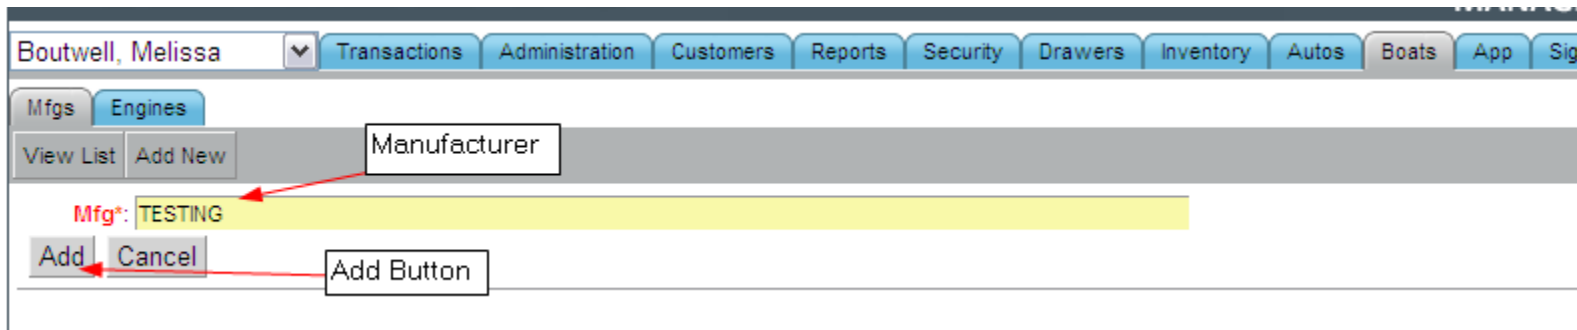 Boutwell, Melissa Transactions Administration Customers Reports Security Drawers Inventory Autos Boats App
Mfgs Engines
View List Add New
Manufacturer
Mfg*: TESTING
Add Cancel
Add Button